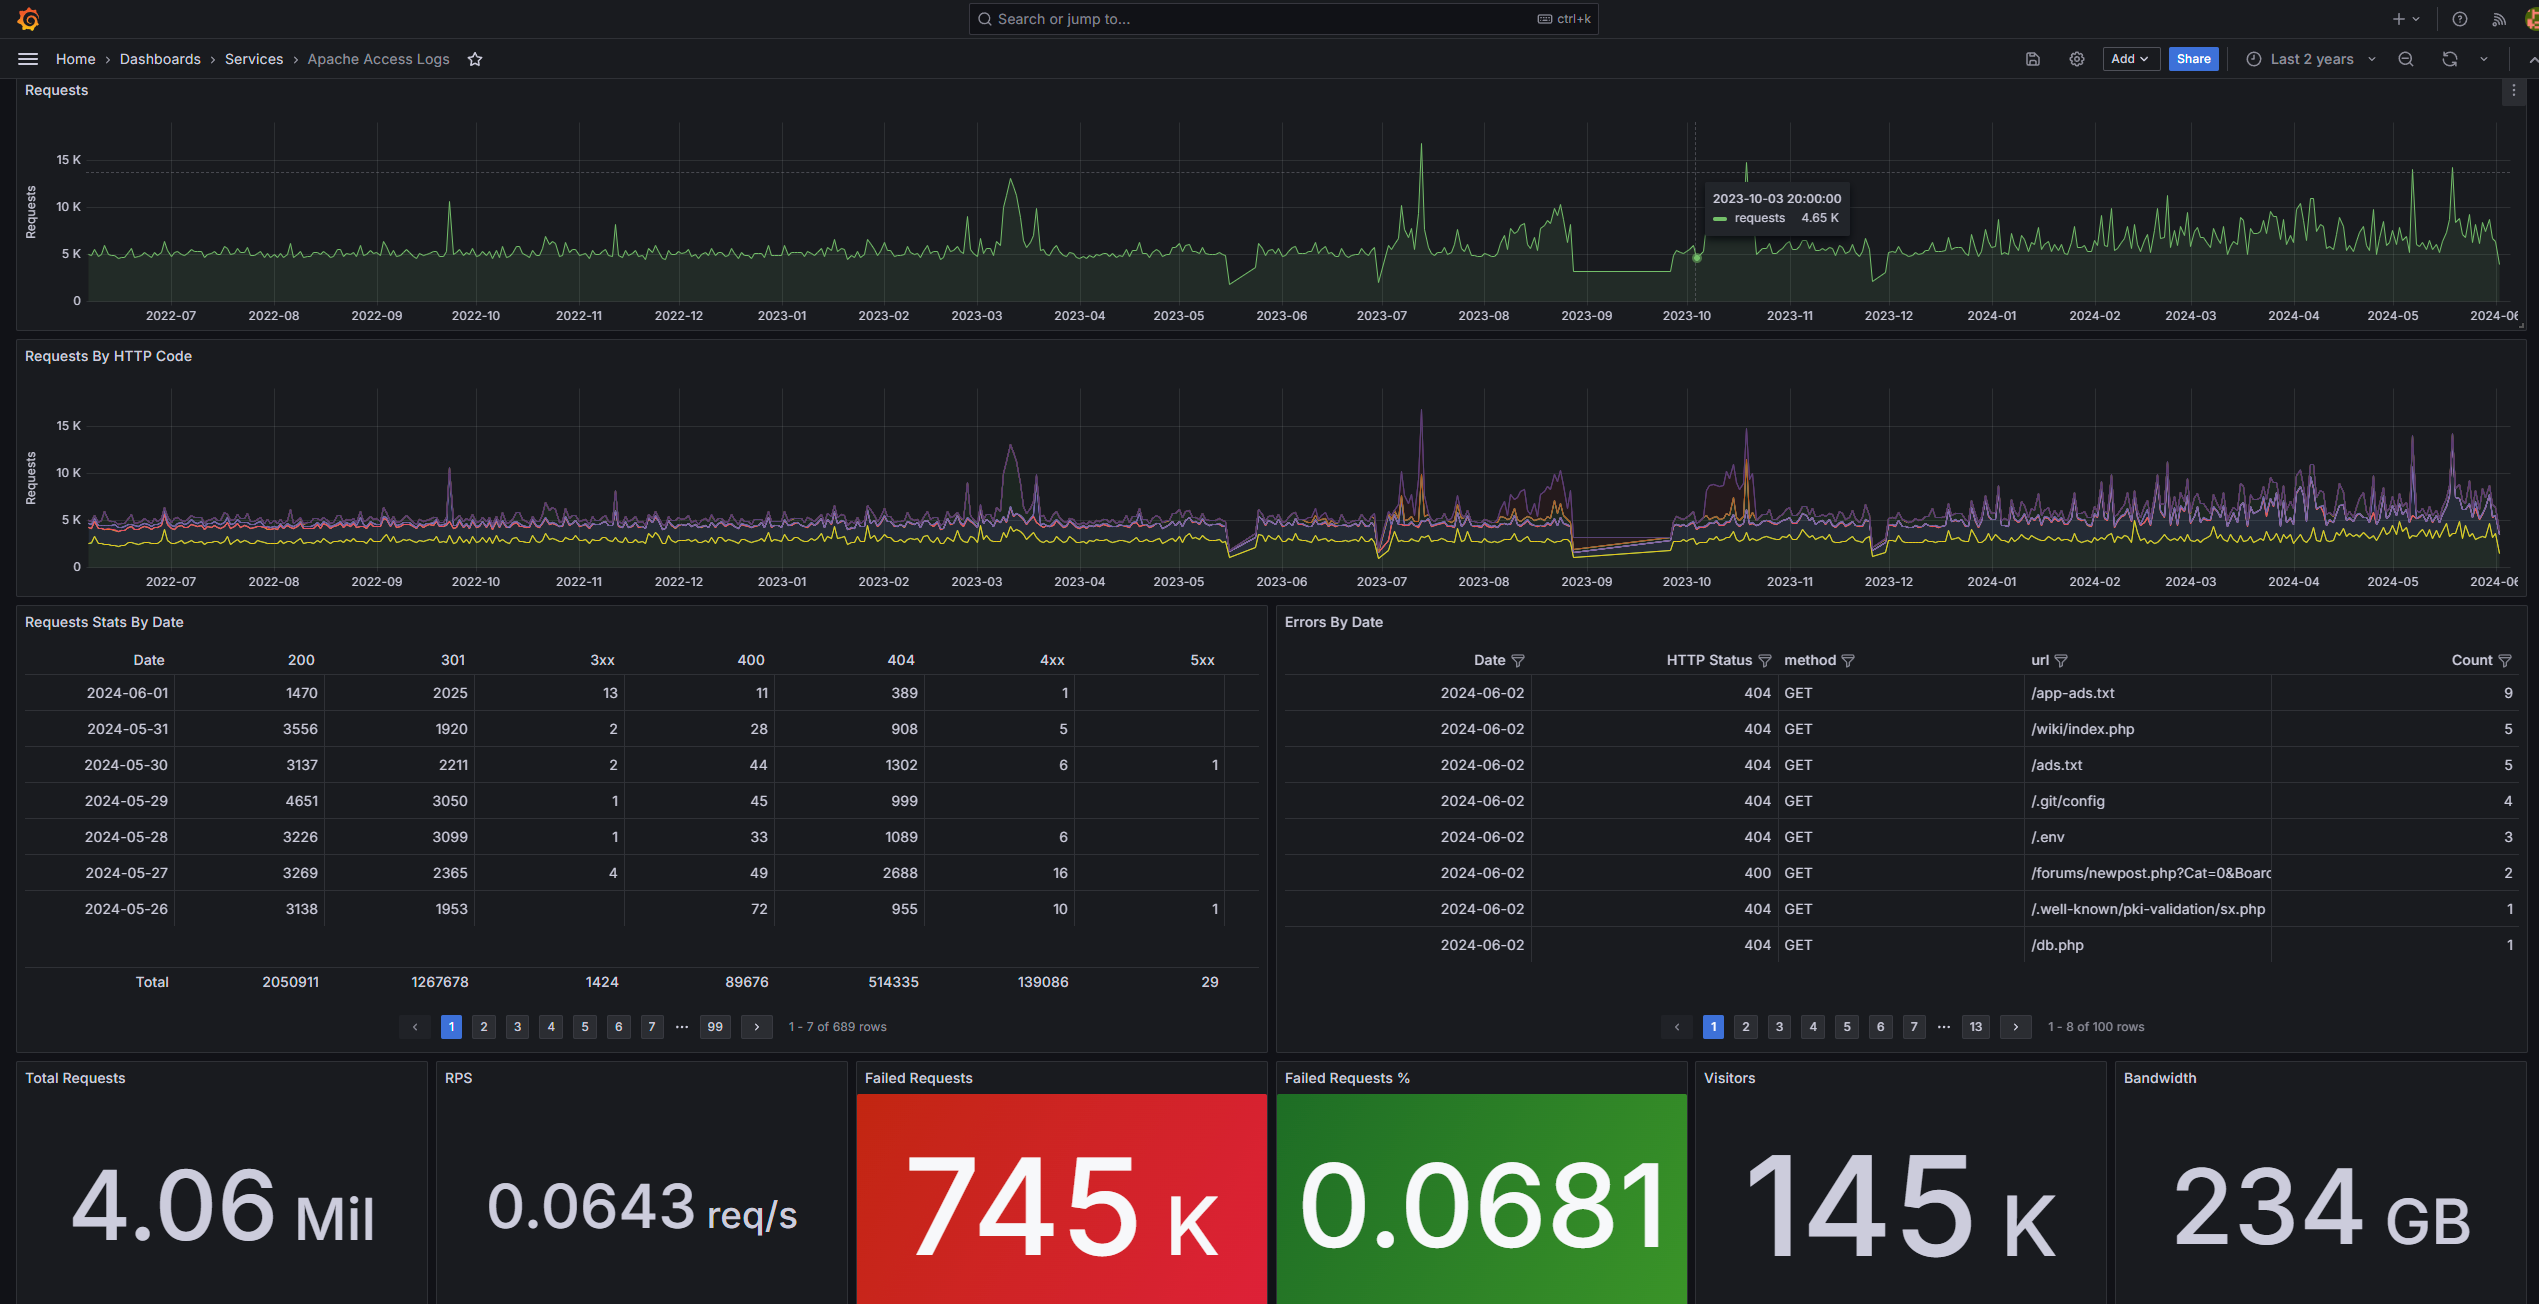 Search or jump to...
ctrl+k
Home › Dashboards › Services › Apache Access Logs
Add
Share
Last 2 years
Requests
Requests
15 K
10 K
5 K
0
2023-10-03 20:00:00
requests 4.65 K
2022-07 2022-08 2022-09 2022-10 2022-11 2022-12 2023-01 2023-02 2023-03 2023-04 2023-05 2023-06 2023-07 2023-08 2023-09 2023-10 2023-11 2023-12 2024-01 2024-02 2024-03 2024-04 2024-05 2024-06
Requests By HTTP Code
Requests
15 K
10 K
5 K
0
2022-07 2022-08 2022-09 2022-10 2022-11 2022-12 2023-01 2023-02 2023-03 2023-04 2023-05 2023-06 2023-07 2023-08 2023-09 2023-10 2023-11 2023-12 2024-01 2024-02 2024-03 2024-04 2024-05 2024-06
Requests Stats By Date
Date 200 301 3xx 400 404 4xx 5xx
2024-06-01 1470 2025 13 11 389 1
2024-05-31 3556 1920 2 28 908 5
2024-05-30 3137 2211 2 44 1302 6 1
2024-05-29 4651 3050 1 45 999
2024-05-28 3226 3099 1 33 1089 6
2024-05-27 3269 2365 4 49 2688 16
2024-05-26 3138 1953 72 955 10 1
Total 2050911 1267678 1424 89676 514335 139086 29
‹ 1 2 3 4 5 6 7 ... 99 › 1 - 7 of 689 rows
Errors By Date
Date HTTP Status method url Count
2024-06-02 404 GET /app-ads.txt 9
2024-06-02 404 GET /wiki/index.php 5
2024-06-02 404 GET /ads.txt 5
2024-06-02 404 GET /.git/config 4
2024-06-02 404 GET /.env 3
2024-06-02 400 GET /forums/newpost.php?Cat=0&Board 2
2024-06-02 404 GET /.well-known/pki-validation/sx.php 1
2024-06-02 404 GET /db.php 1
‹ 1 2 3 4 5 6 7 ... 13 › 1 - 8 of 100 rows
Total Requests
4.06 Mil
RPS
0.0643 req/s
Failed Requests
745 K
Failed Requests %
0.0681
Visitors
145 K
Bandwidth
234 GB